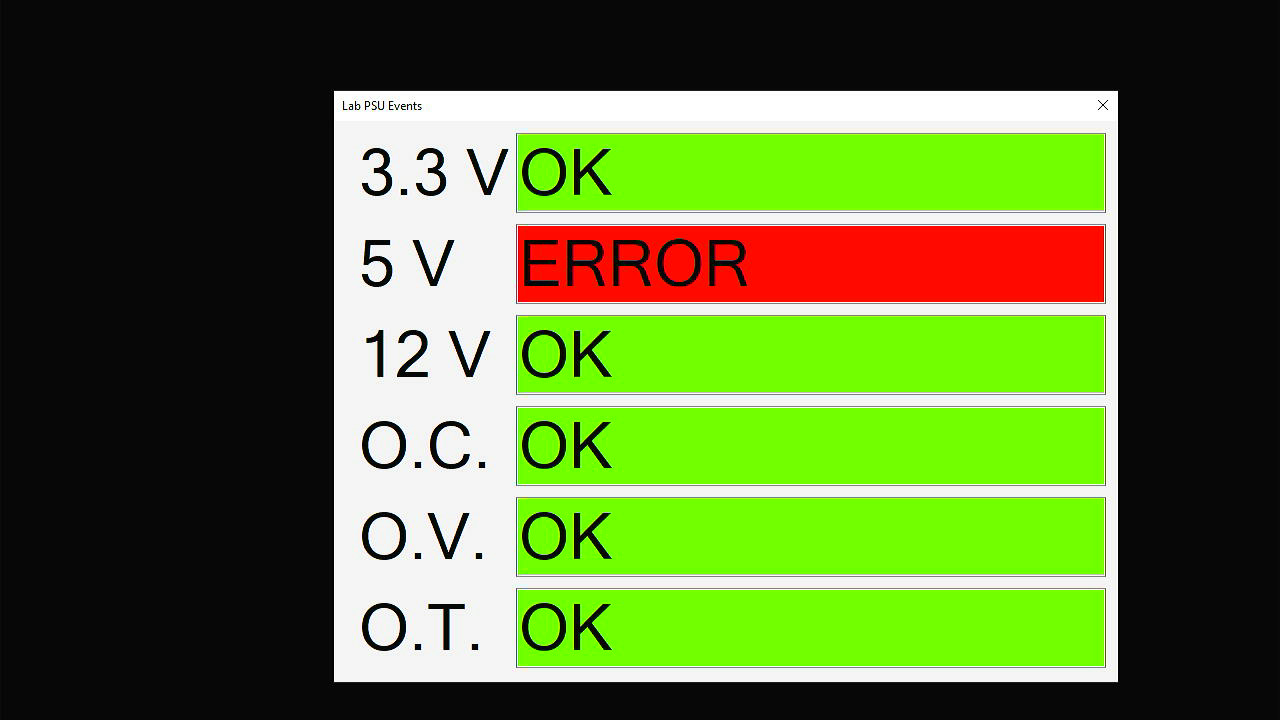 Lab PSU Events
3.3 V OK
5 V ERROR
12 V OK
O.C. OK
O.V. OK
O.T. OK